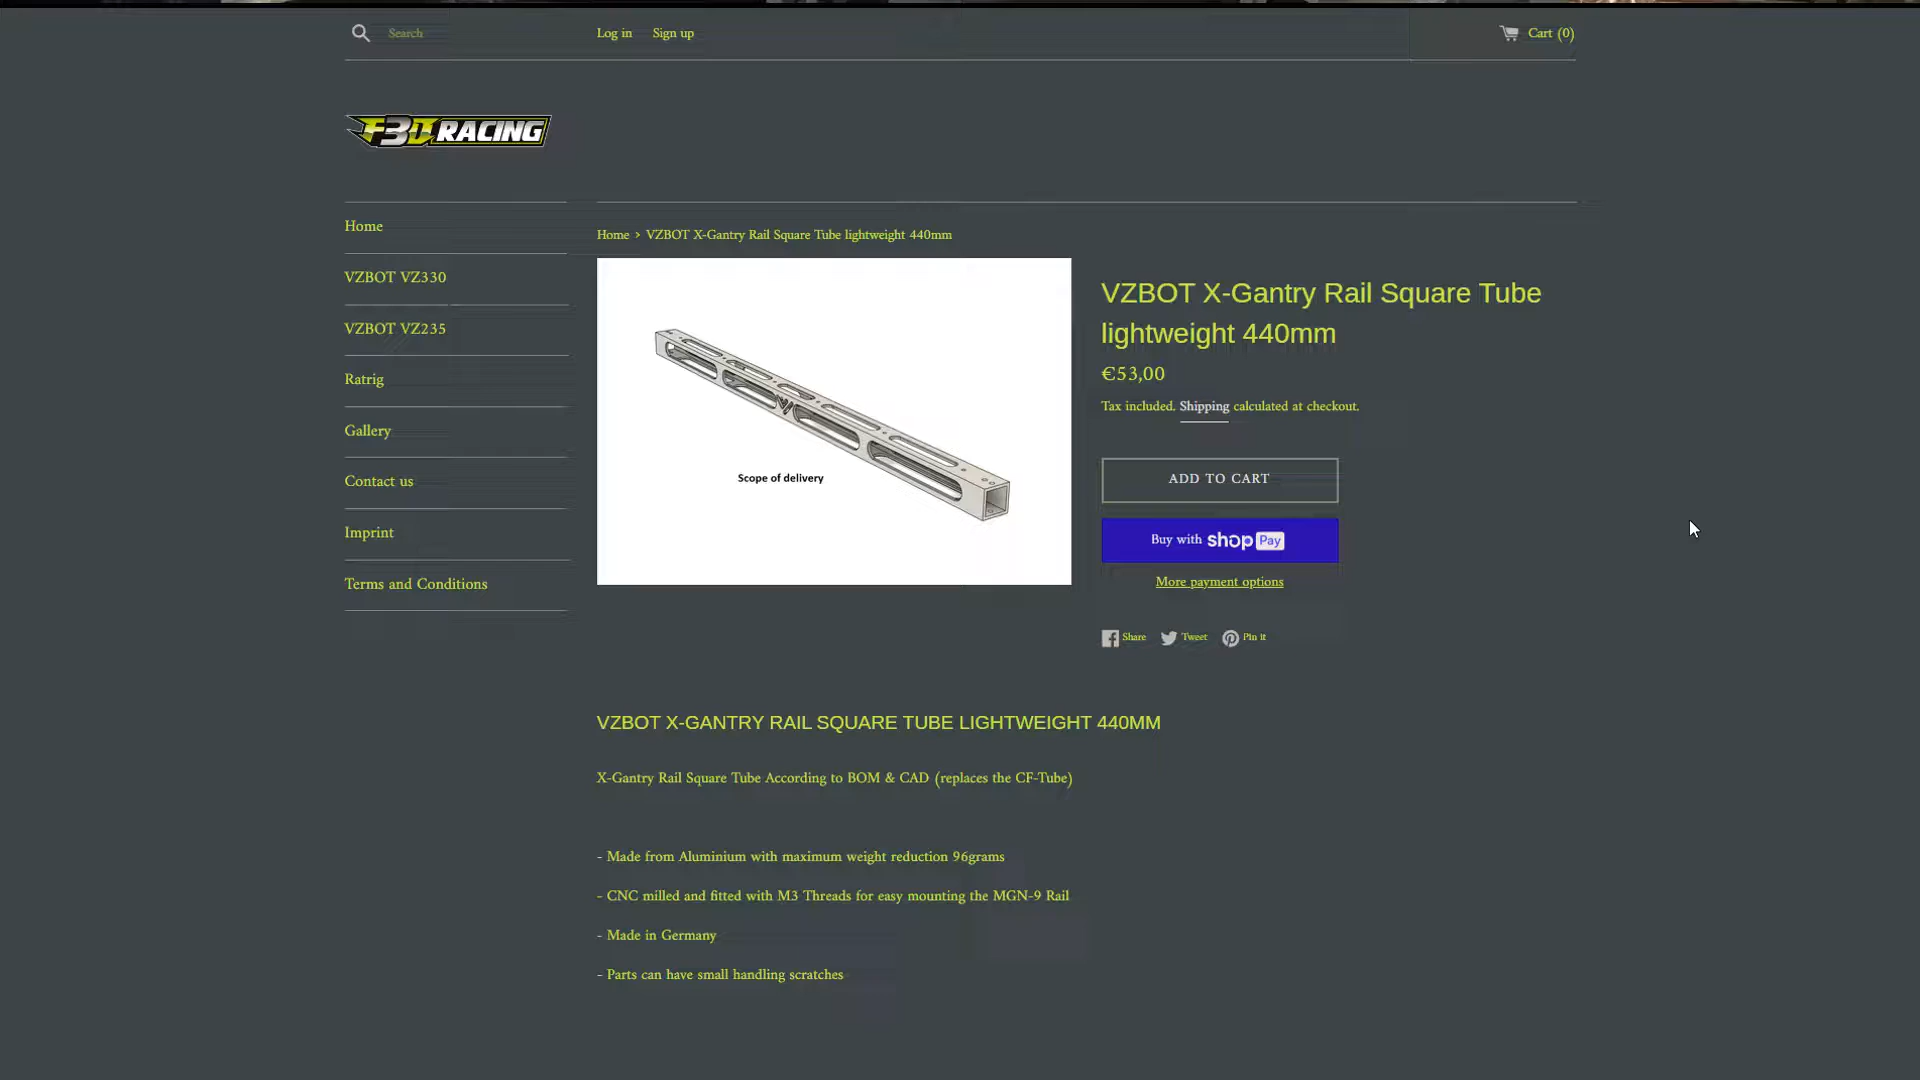 Search
Log in
Sign up
Cart (0)
F3D RACING
Home
VZBOT VZ330
VZBOT VZ235
Ratrig
Gallery
Contact us
Imprint
Terms and Conditions
Home > VZBOT X-Gantry Rail Square Tube lightweight 440mm
Scope of delivery
VZBOT X-Gantry Rail Square Tube
lightweight 440mm
€53,00
Tax included. Shipping calculated at checkout.
ADD TO CART
Buy with shop Pay
More payment options
Share
Tweet
Pin it
VZBOT X-GANTRY RAIL SQUARE TUBE LIGHTWEIGHT 440MM
X-Gantry Rail Square Tube According to BOM & CAD (replaces the CF-Tube)
- Made from Aluminium with maximum weight reduction 96grams
- CNC milled and fitted with M3 Threads for easy mounting the MGN-9 Rail
- Made in Germany
- Parts can have small handling scratches